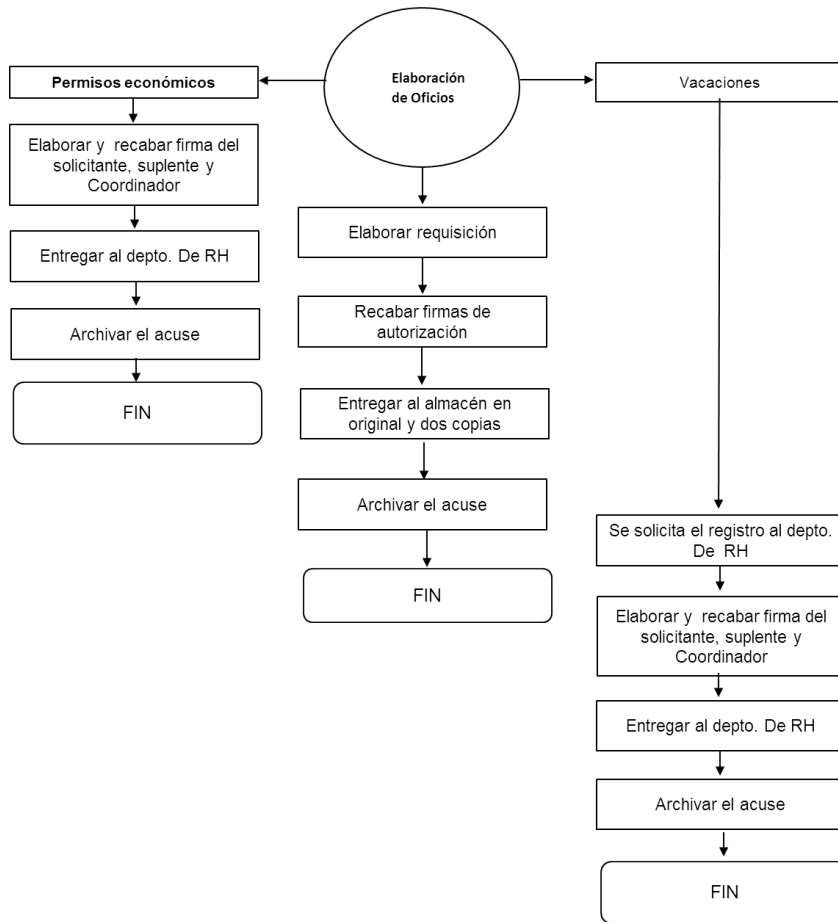 Elaboración
de Oficios
Permisos económicos
Elaborar y recabar firma del
solicitante, suplente y
Coordinador
Entregar al depto. De RH
Archivar el acuse
FIN
Elaborar requisición
Recabar firmas de
autorización
Entregar al almacén en
original y dos copias
Archivar el acuse
FIN
Vacaciones
Se solicita el registro al depto.
De RH
Elaborar y recabar firma del
solicitante, suplente y
Coordinador
Entregar al depto. De RH
Archivar el acuse
FIN